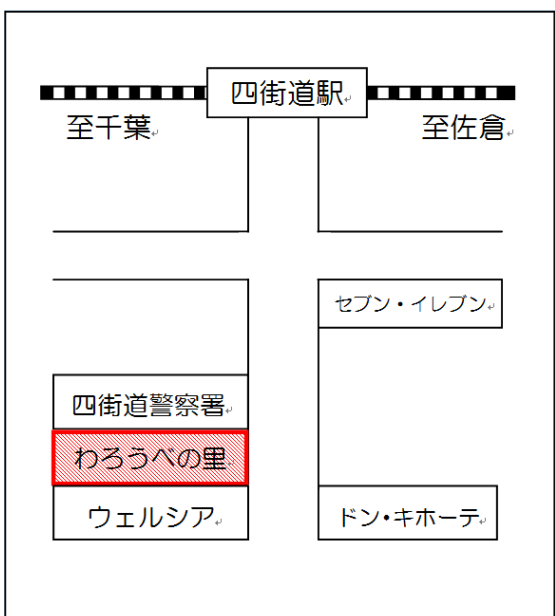 四街道駅
至千葉
至佐倉
セブン・イレブン
四街道警察署
わろうべの里
ウェルシア
ドン・キホーテ